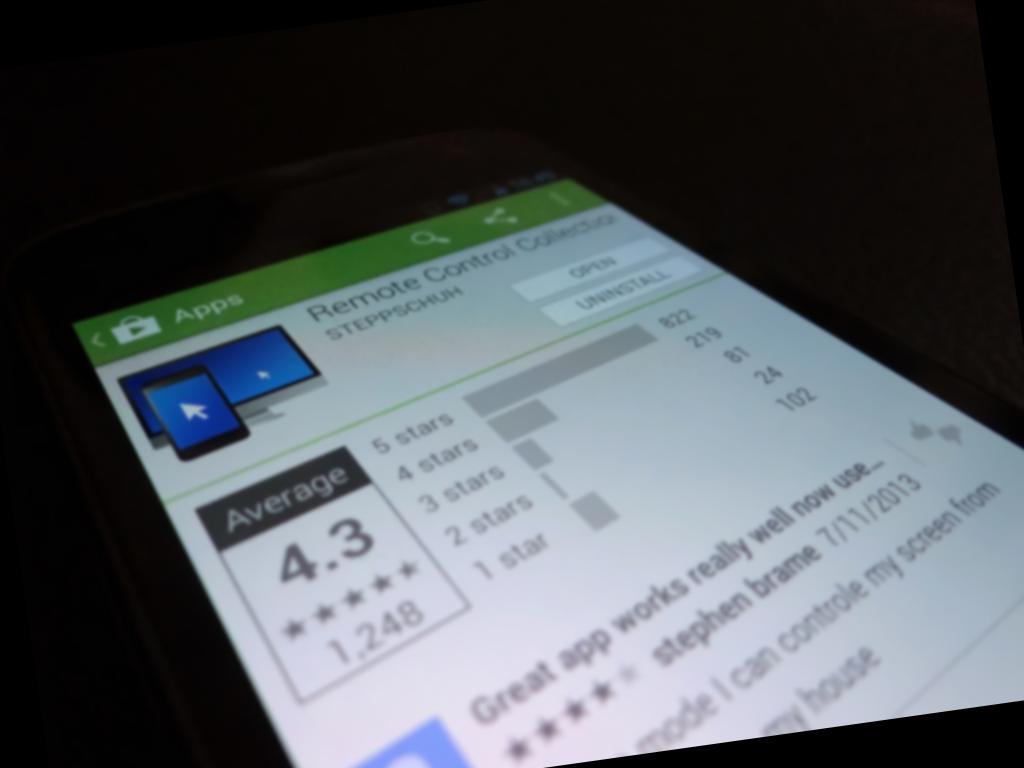 Apps
Remote Control Collection
STEPPSCHUH
OPEN
UNINSTALL
Average
4.3
1,248
5 stars 822
4 stars 219
3 stars 81
2 stars 24
1 star 102
Great app works really well now use...
stephen brame 7/11/2013
mode I can controle my screen from
my house